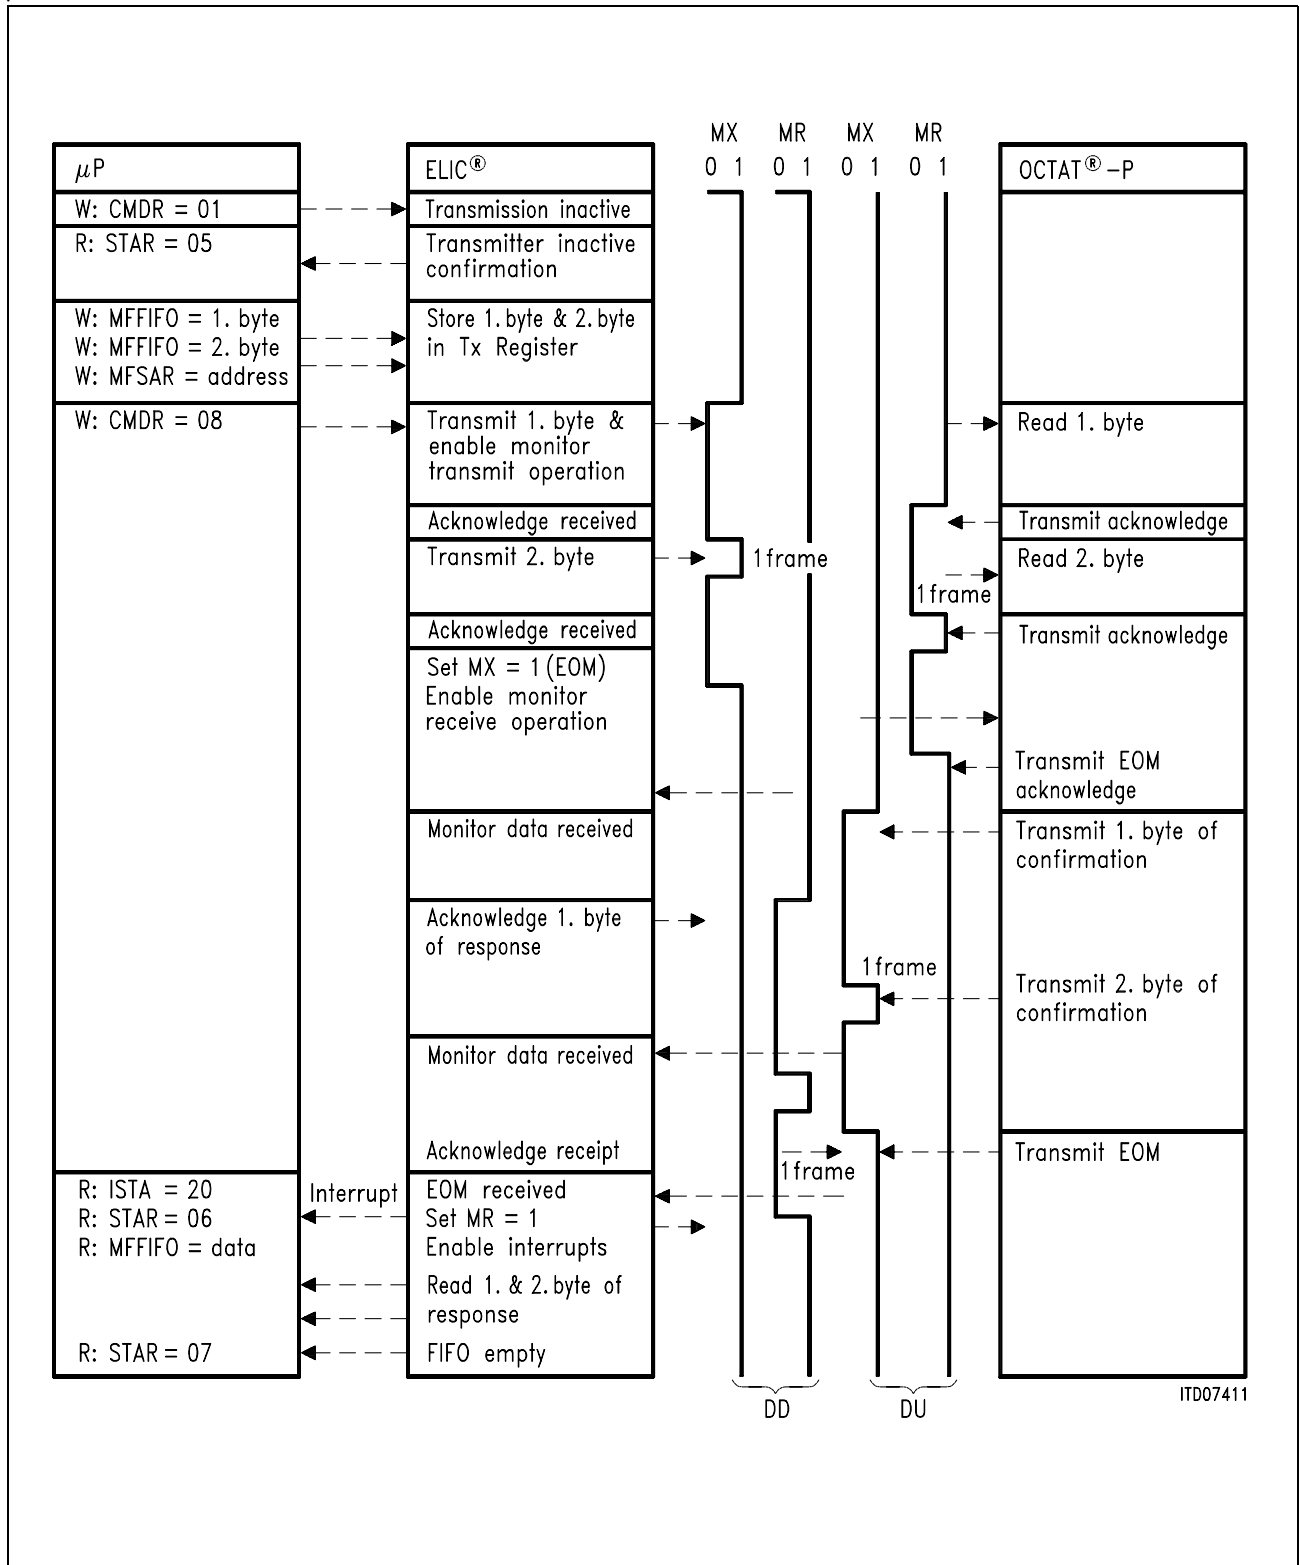 MX MR MX MR
0 1 0 1 0 1 0 1
µP
W: CMDR = 01
R: STAR = 05
W: MFFIFO = 1. byte
W: MFFIFO = 2. byte
W: MFSAR = address
W: CMDR = 08
R: ISTA = 20
R: STAR = 06
R: MFFIFO = data
R: STAR = 07
Interrupt
ELIC®
Transmission inactive
Transmitter inactive
confirmation
Store 1. byte & 2. byte
in Tx Register
Transmit 1. byte &
enable monitor
transmit operation
Acknowledge received
Transmit 2. byte
Acknowledge received
Set MX = 1 (EOM)
Enable monitor
receive operation
Monitor data received
Acknowledge 1. byte
of response
Monitor data received
Acknowledge receipt
EOM received
Set MR = 1
Enable interrupts
Read 1. & 2. byte of
response
FIFO empty
1 frame
1 frame
1 frame
1 frame
DD
DU
OCTAT®-P
Read 1. byte
Transmit acknowledge
Read 2. byte
Transmit acknowledge
Transmit EOM
acknowledge
Transmit 1. byte of
confirmation
Transmit 2. byte of
confirmation
Transmit EOM
ITD07411